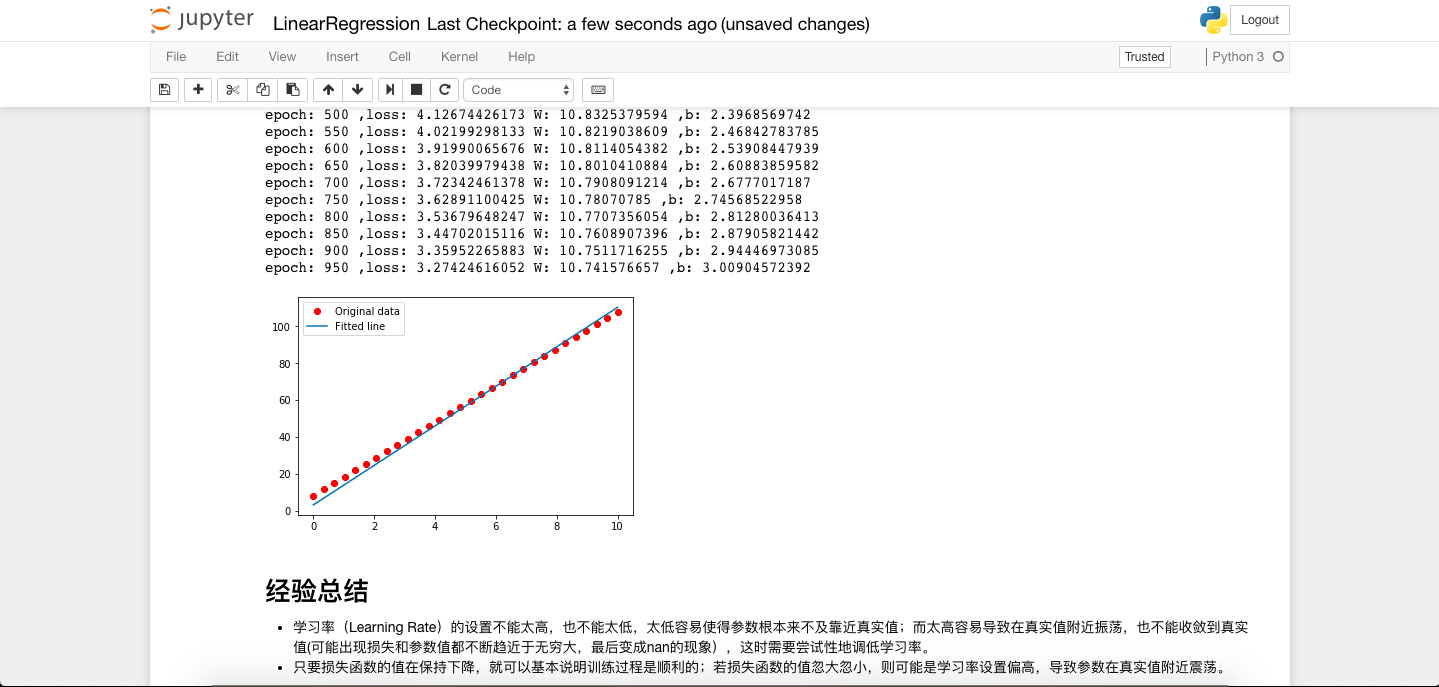 jupyter LinearRegression Last Checkpoint: a few seconds ago (unsaved changes) Logout
File Edit View Insert Cell Kernel Help Trusted Python 3
Code
epoch: 500 ,loss: 4.12674426173 W: 10.8325379594 ,b: 2.3968569742
epoch: 550 ,loss: 4.02199298133 W: 10.8219038609 ,b: 2.46842783785
epoch: 600 ,loss: 3.91990065676 W: 10.8114054382 ,b: 2.53908447939
epoch: 650 ,loss: 3.82039979438 W: 10.8010410884 ,b: 2.60883859582
epoch: 700 ,loss: 3.72342461378 W: 10.7908091214 ,b: 2.6777017187
epoch: 750 ,loss: 3.62891100425 W: 10.78070785 ,b: 2.74568522958
epoch: 800 ,loss: 3.53679648247 W: 10.7707356054 ,b: 2.81280036413
epoch: 850 ,loss: 3.44702015116 W: 10.7608907396 ,b: 2.87905821442
epoch: 900 ,loss: 3.35952265883 W: 10.7511716255 ,b: 2.94446973085
epoch: 950 ,loss: 3.27424616052 W: 10.741576657 ,b: 3.00904572392
Original data
Fitted line
100
80
60
40
20
0
0 2 4 6 8 10
经验总结
• 学习率（Learning Rate）的设置不能太高，也不能太低，太低容易使得参数根本来不及靠近真实值；而太高容易导致在真实值附近振荡，也不能收敛到真实
值(可能出现损失和参数值都不断趋近于无穷大，最后变成nan的现象），这时需要尝试性地调低学习率。
• 只要损失函数的值在保持下降，就可以基本说明训练过程是顺利的；若损失函数的值忽大忽小，则可能是学习率设置偏高，导致参数在真实值附近震荡。